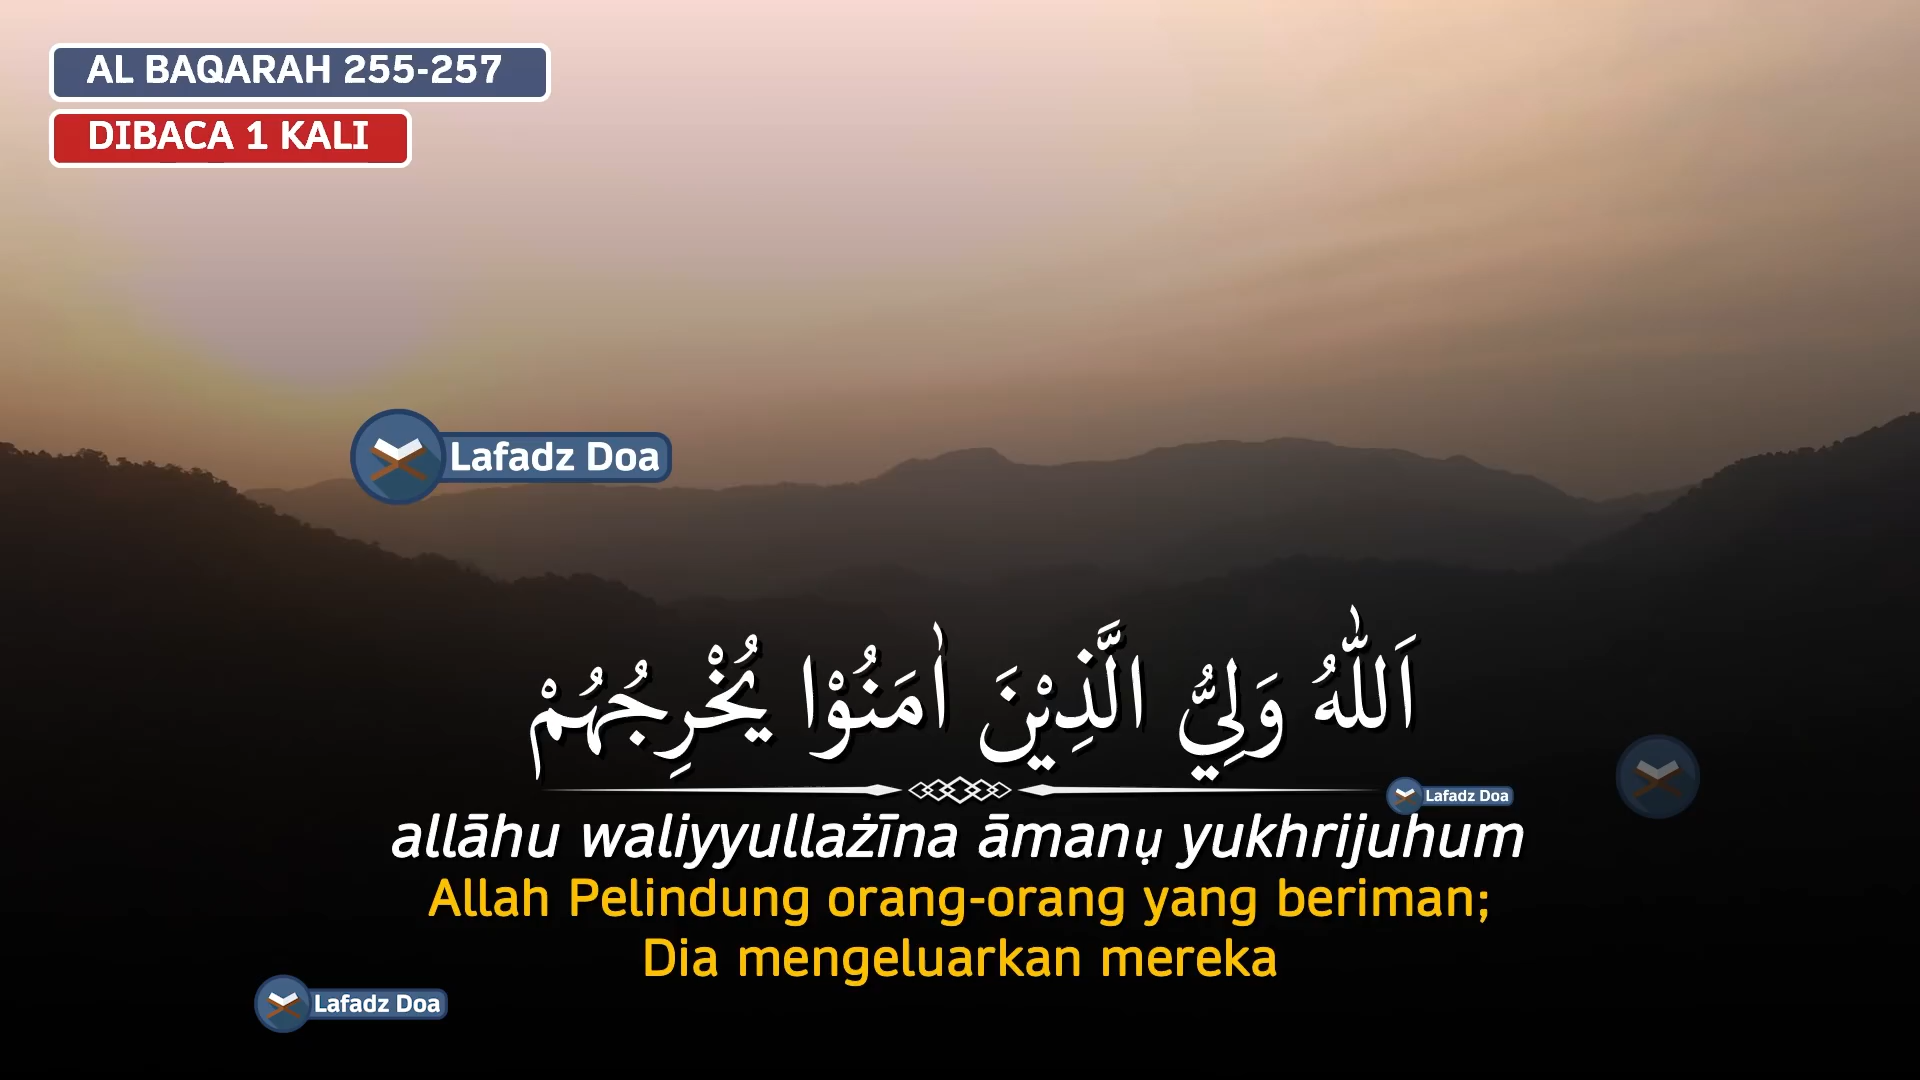 AL BAQARAH 255-257
DIBACA 1 KALI
Lafadz Doa
اَللّٰهُ وَلِيُّ الَّذِيْنَ اٰمَنُوْا يُخْرِجُهُمْ
Lafadz Doa
allāhu waliyyullażīna āmanụ yukhrijuhum
Allah Pelindung orang-orang yang beriman;
Dia mengeluarkan mereka
Lafadz Doa